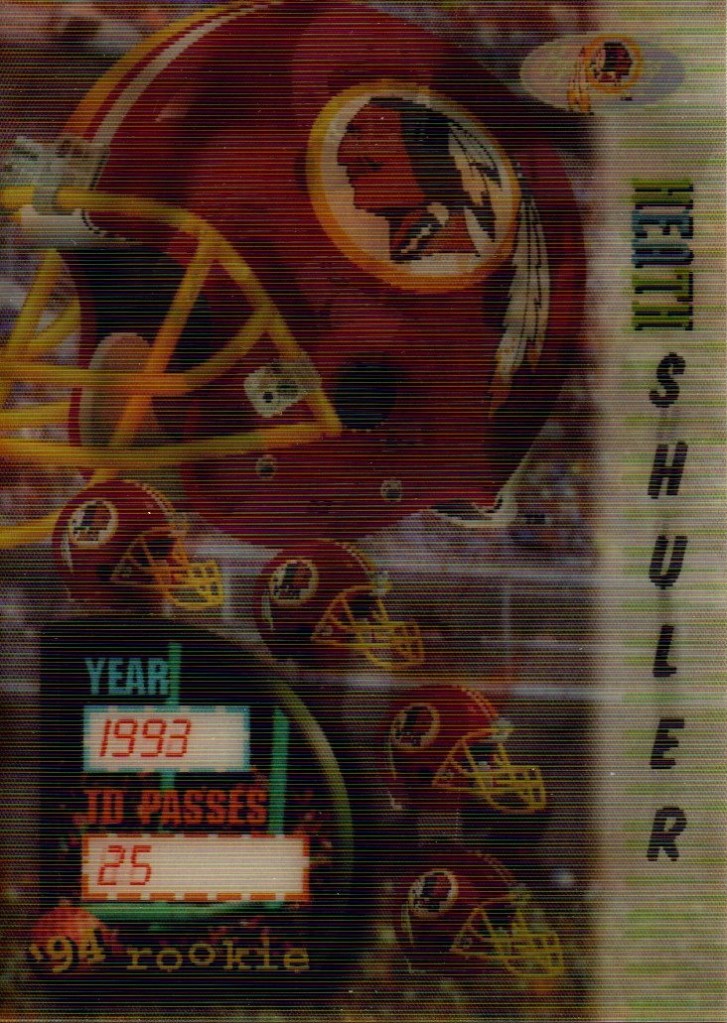 HEATH SHULER
YEAR
1993
TD PASSES
25
'94 rookie